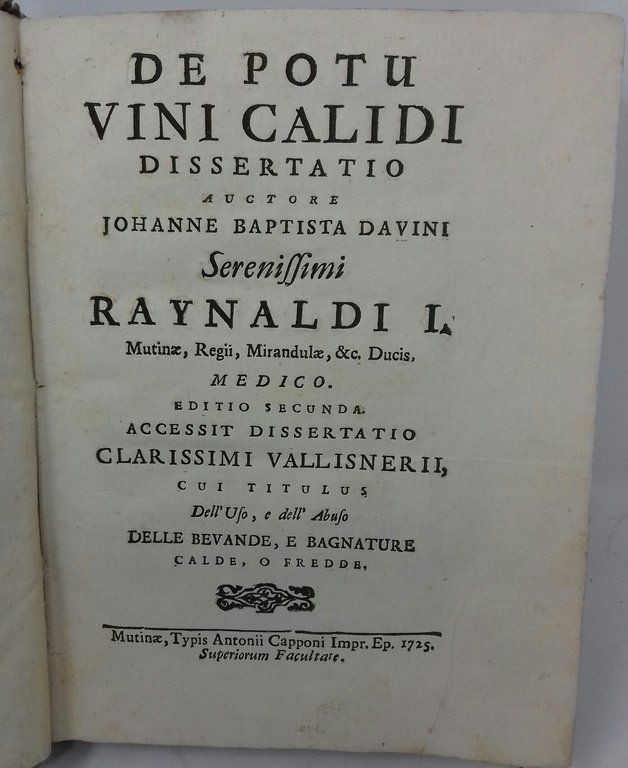 DE POTU
VINI CALIDI
DISSERTATIO
AUCTORE
JOHANNE BAPTISTA DAVINI
Sereniſſimi
RAYNALDI I.
Mutinæ, Regii, Mirandulæ, &c. Ducis,
MEDICO.
EDITIO SECUNDA.
ACCESSIT DISSERTATIO
CLARISSIMI VALLISNERII,
CUI TITULUS
Dell' Uſo, e dell' Abuſo
DELLE BEVANDE, E BAGNATURE
CALDE, O FREDDE,
Mutinæ, Typis Antonii Capponi Impr. Ep. 1725.
Superiorum Facultate.